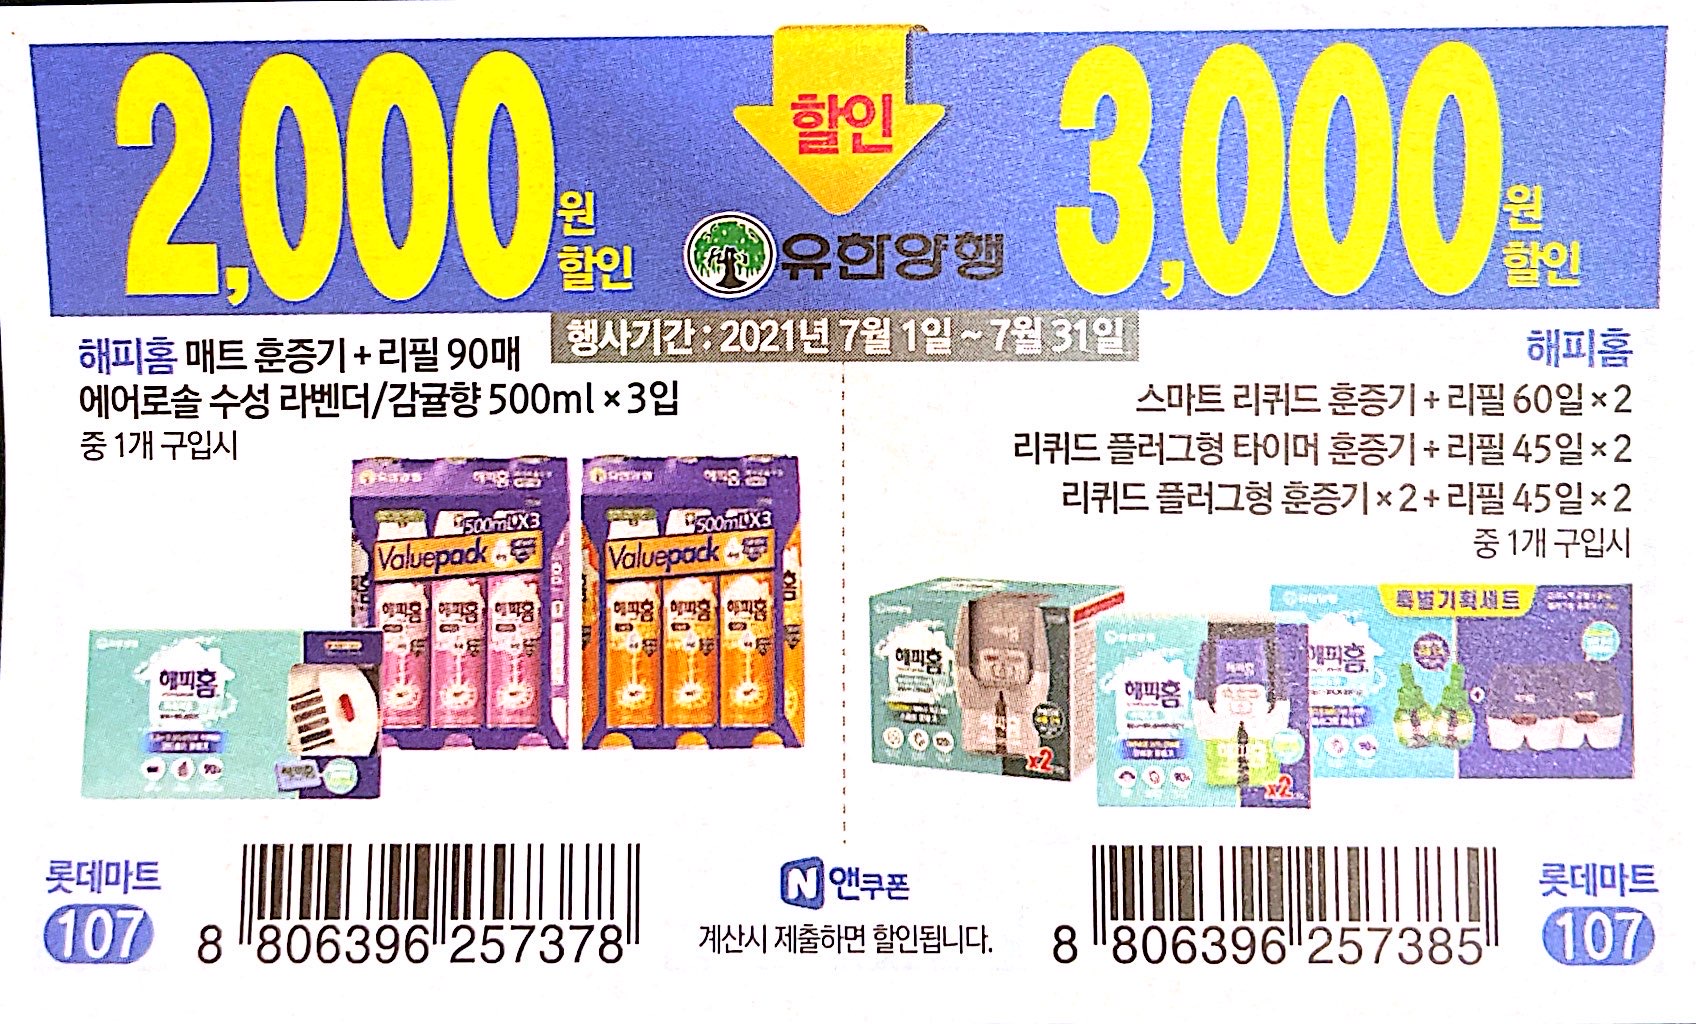 2,000원 할인
할인
3,000원 할인
유한양행
행사기간 : 2021년 7월 1일 ~ 7월 31일
해피홈 매트 훈증기 + 리필 90매
에어로솔 수성 라벤더/감귤향 500ml × 3입
중 1개 구입시
해피홈
스마트 리퀴드 훈증기 + 리필 60일 × 2
리퀴드 플러그형 타이머 훈증기 + 리필 45일 × 2
리퀴드 플러그형 훈증기 × 2 + 리필 45일 × 2
중 1개 구입시
500mL X3
Valuepack
해피홈 해피홈 해피홈
500mL X3
Valuepack
해피홈 해피홈 해피홈
해피홈
해피홈
x2
해피홈
x2
특별기획세트
해피홈
롯데마트
107
8 806396 257378
N 앤쿠폰
계산시 제출하면 할인됩니다.
8 806396 257385
롯데마트
107